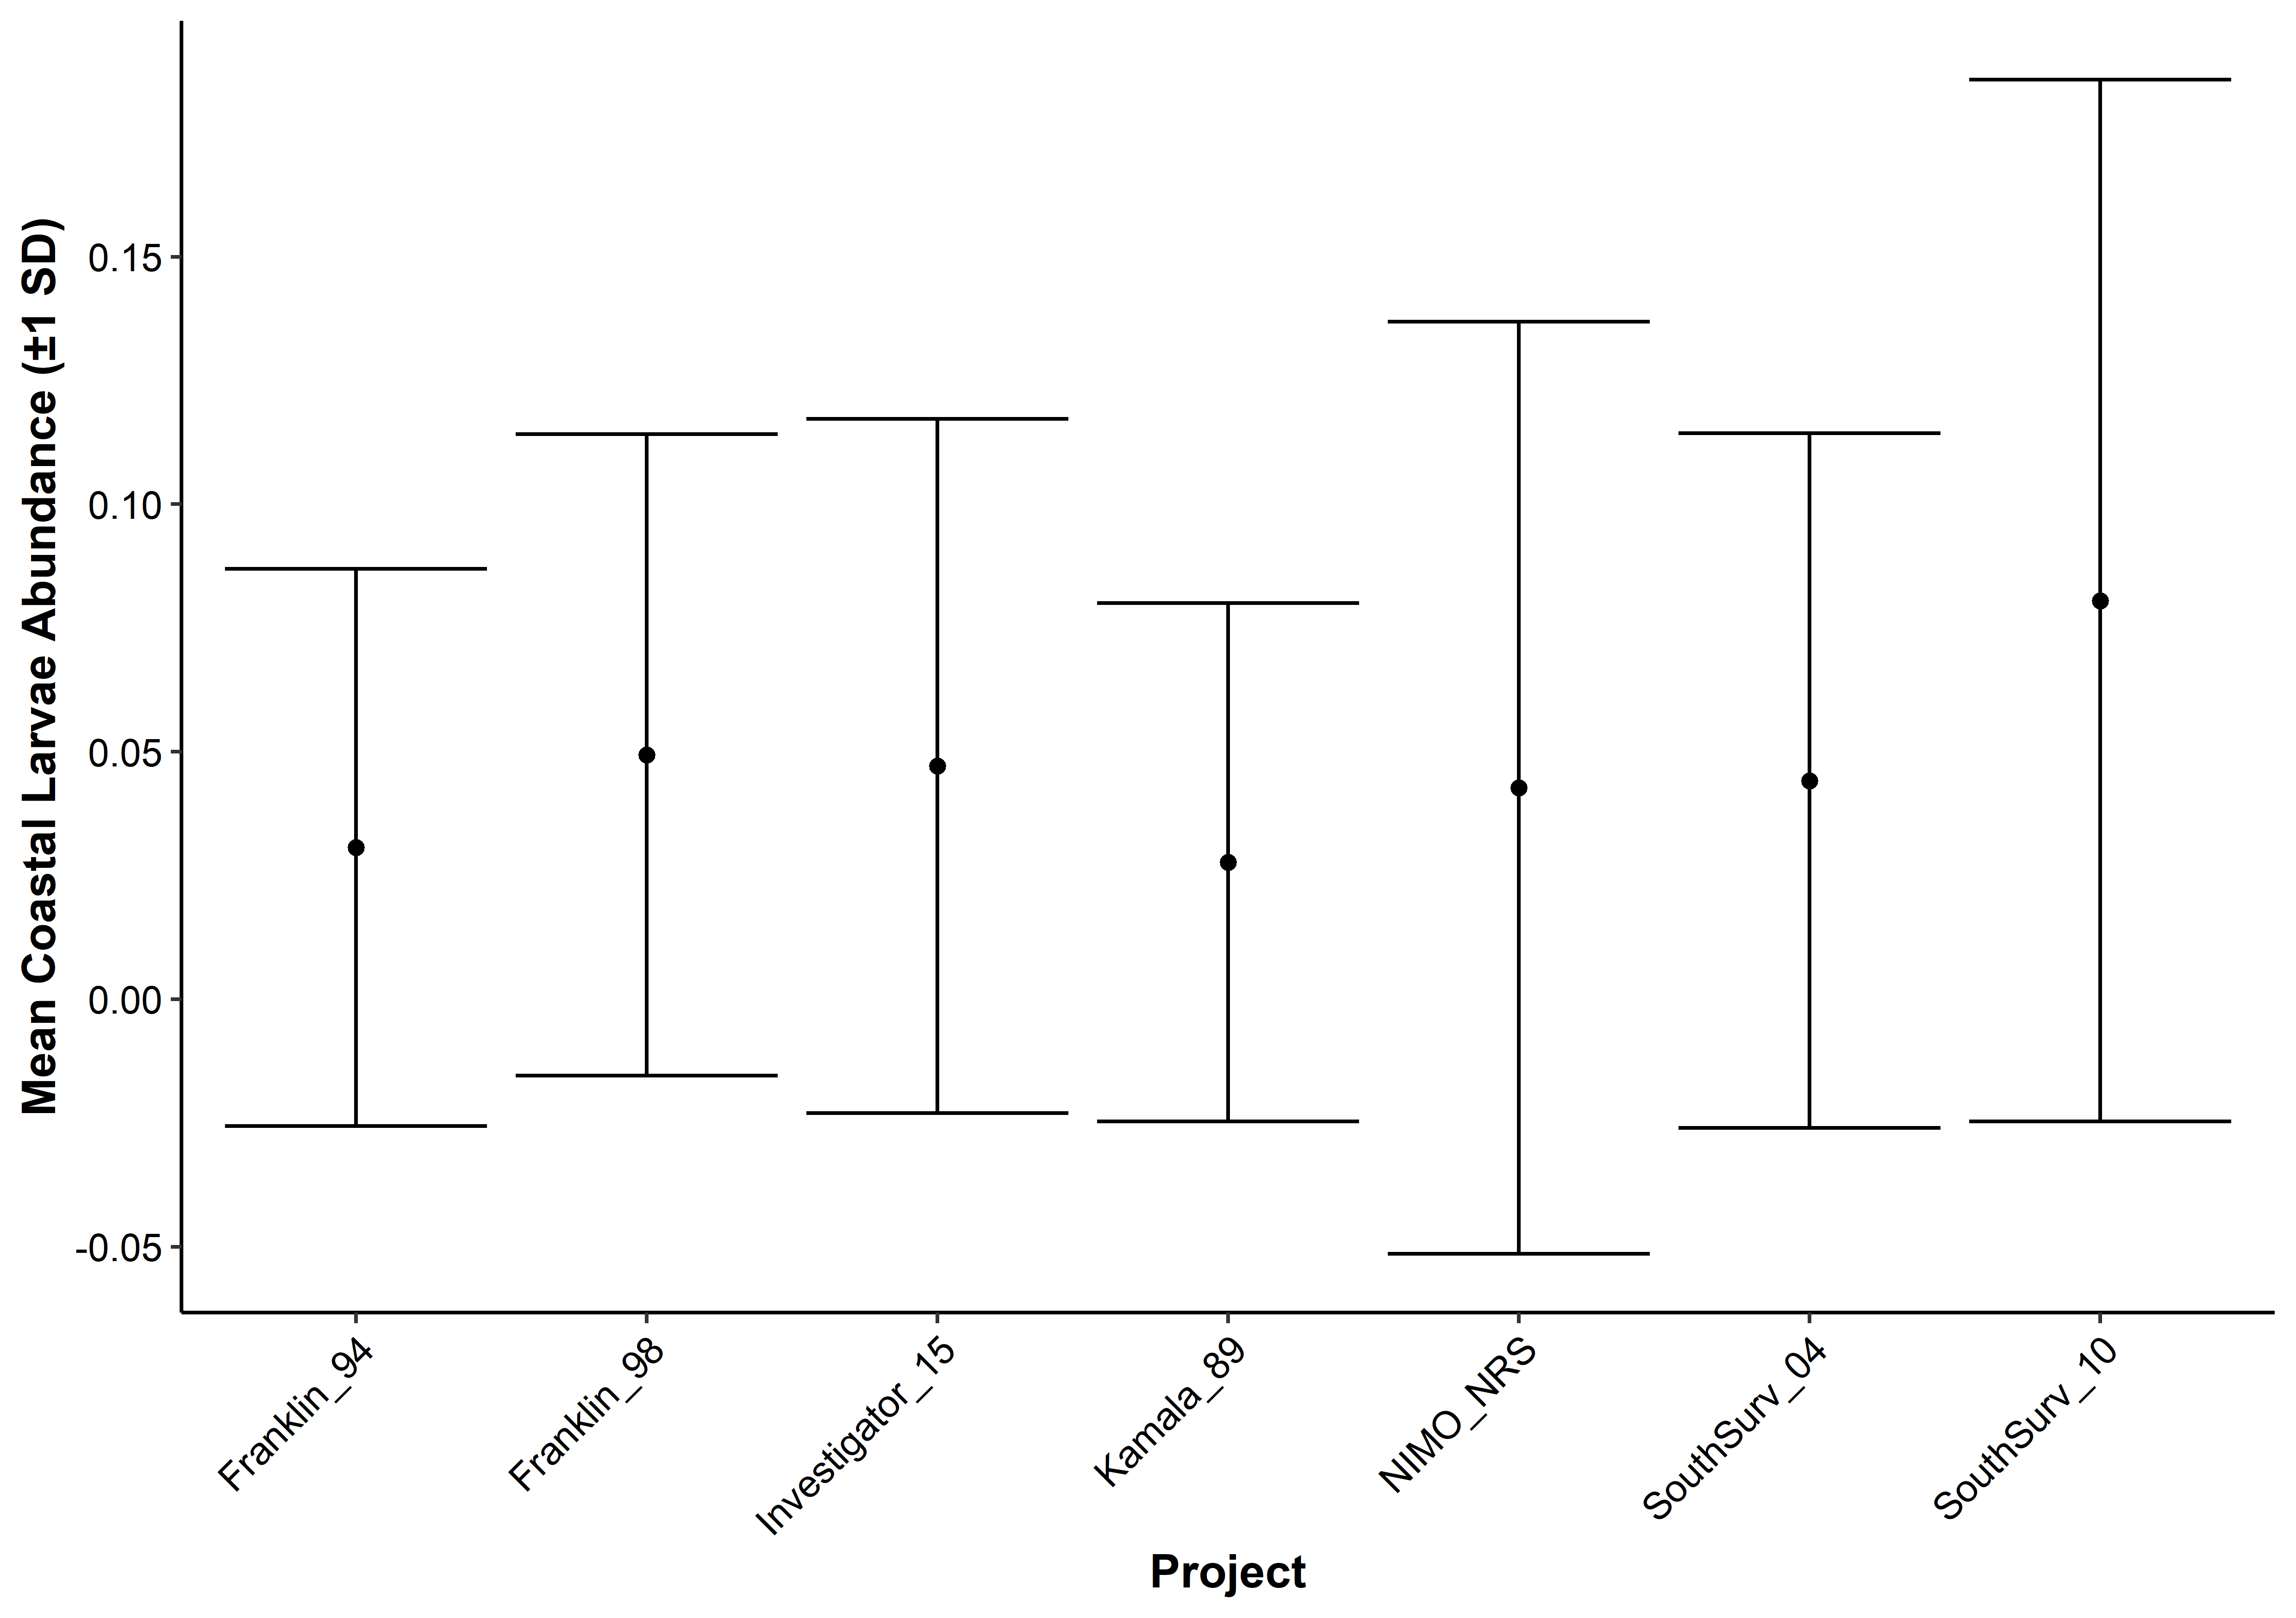 Mean Coastal Larvae Abundance (±1 SD)
0.15
0.10
0.05
0.00
-0.05
Franklin_94
Franklin_98
Investigator_15
Kamala_89
NIMO_NRS
SouthSurv_04
SouthSurv_10
Project